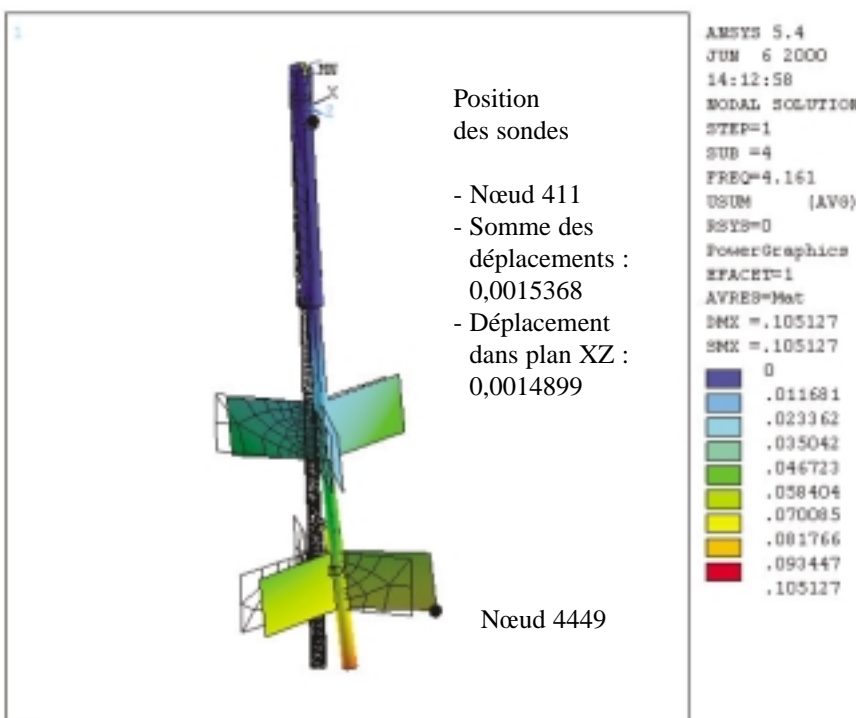 1
MN
X
Z
Position
des sondes
- Nœud 411
- Somme des
déplacements :
0,0015368
- Déplacement
dans plan XZ :
0,0014899
Nœud 4449
ANSYS 5.4
JUN 6 2000
14:12:58
NODAL SOLUTION
STEP=1
SUB =4
FREQ=4.161
USUM (AVG)
RSYS=0
PowerGraphics
EFACET=1
AVRES=Mat
DMX =.105127
SMX =.105127
0
.011681
.023362
.035042
.046723
.058404
.070085
.081766
.093447
.105127